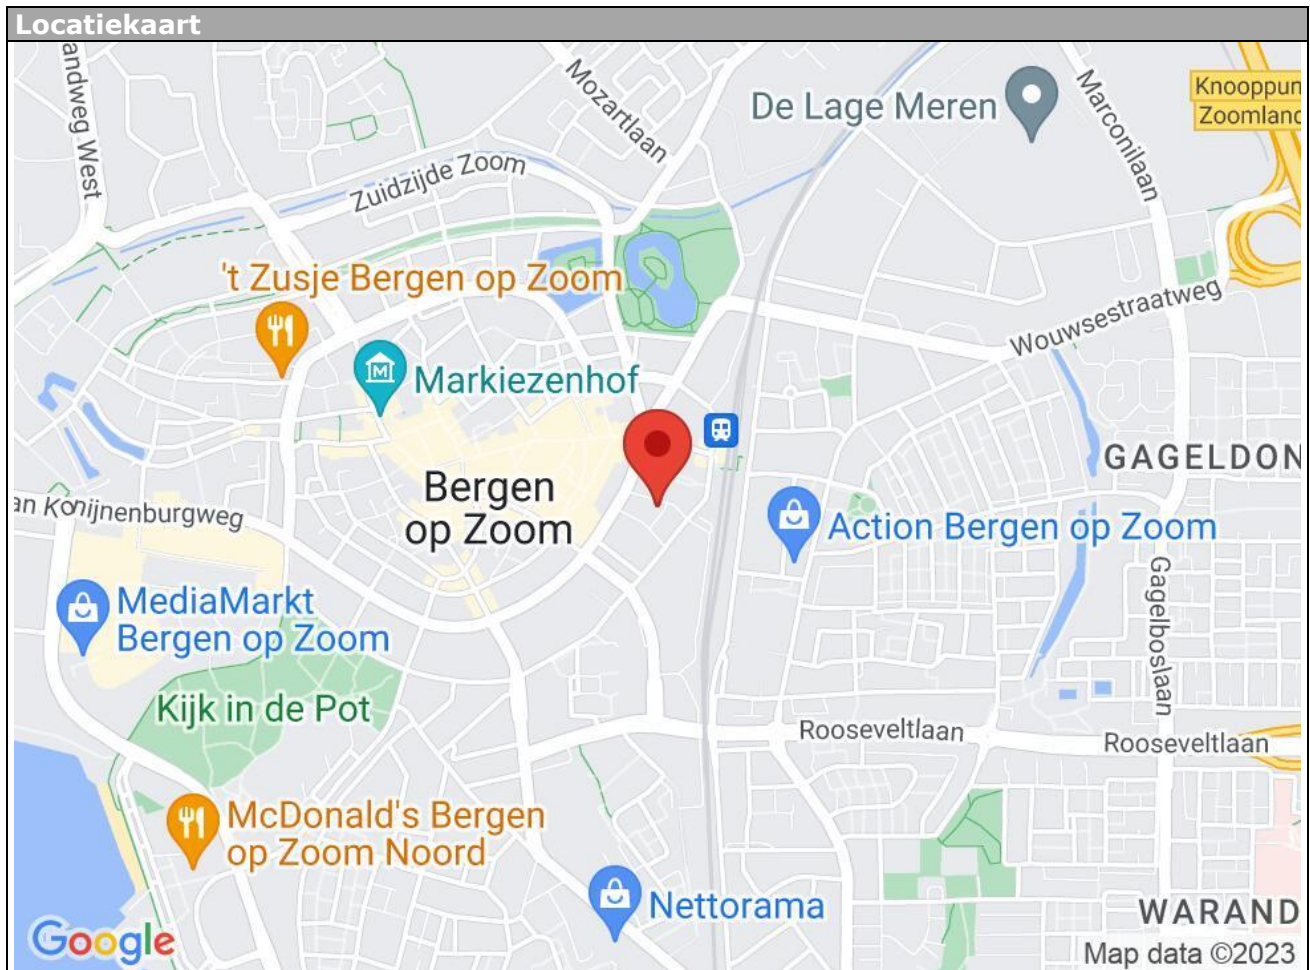 Locatiekaart
andweg West
Mozartlaan
De Lage Meren
Marconilaan
Knooppun
Zoomland
Zuidzijde Zoom
't Zusje Bergen op Zoom
Wouwsestraatweg
Markiezenhof
GAGELDON
Bergen
op Zoom
an Konijnenburgweg
Action Bergen op Zoom
MediaMarkt
Bergen op Zoom
Gagelboslaan
Kijk in de Pot
Rooseveltlaan
Rooseveltlaan
McDonald's Bergen
op Zoom Noord
Nettorama
WARAND
Google
Map data ©2023